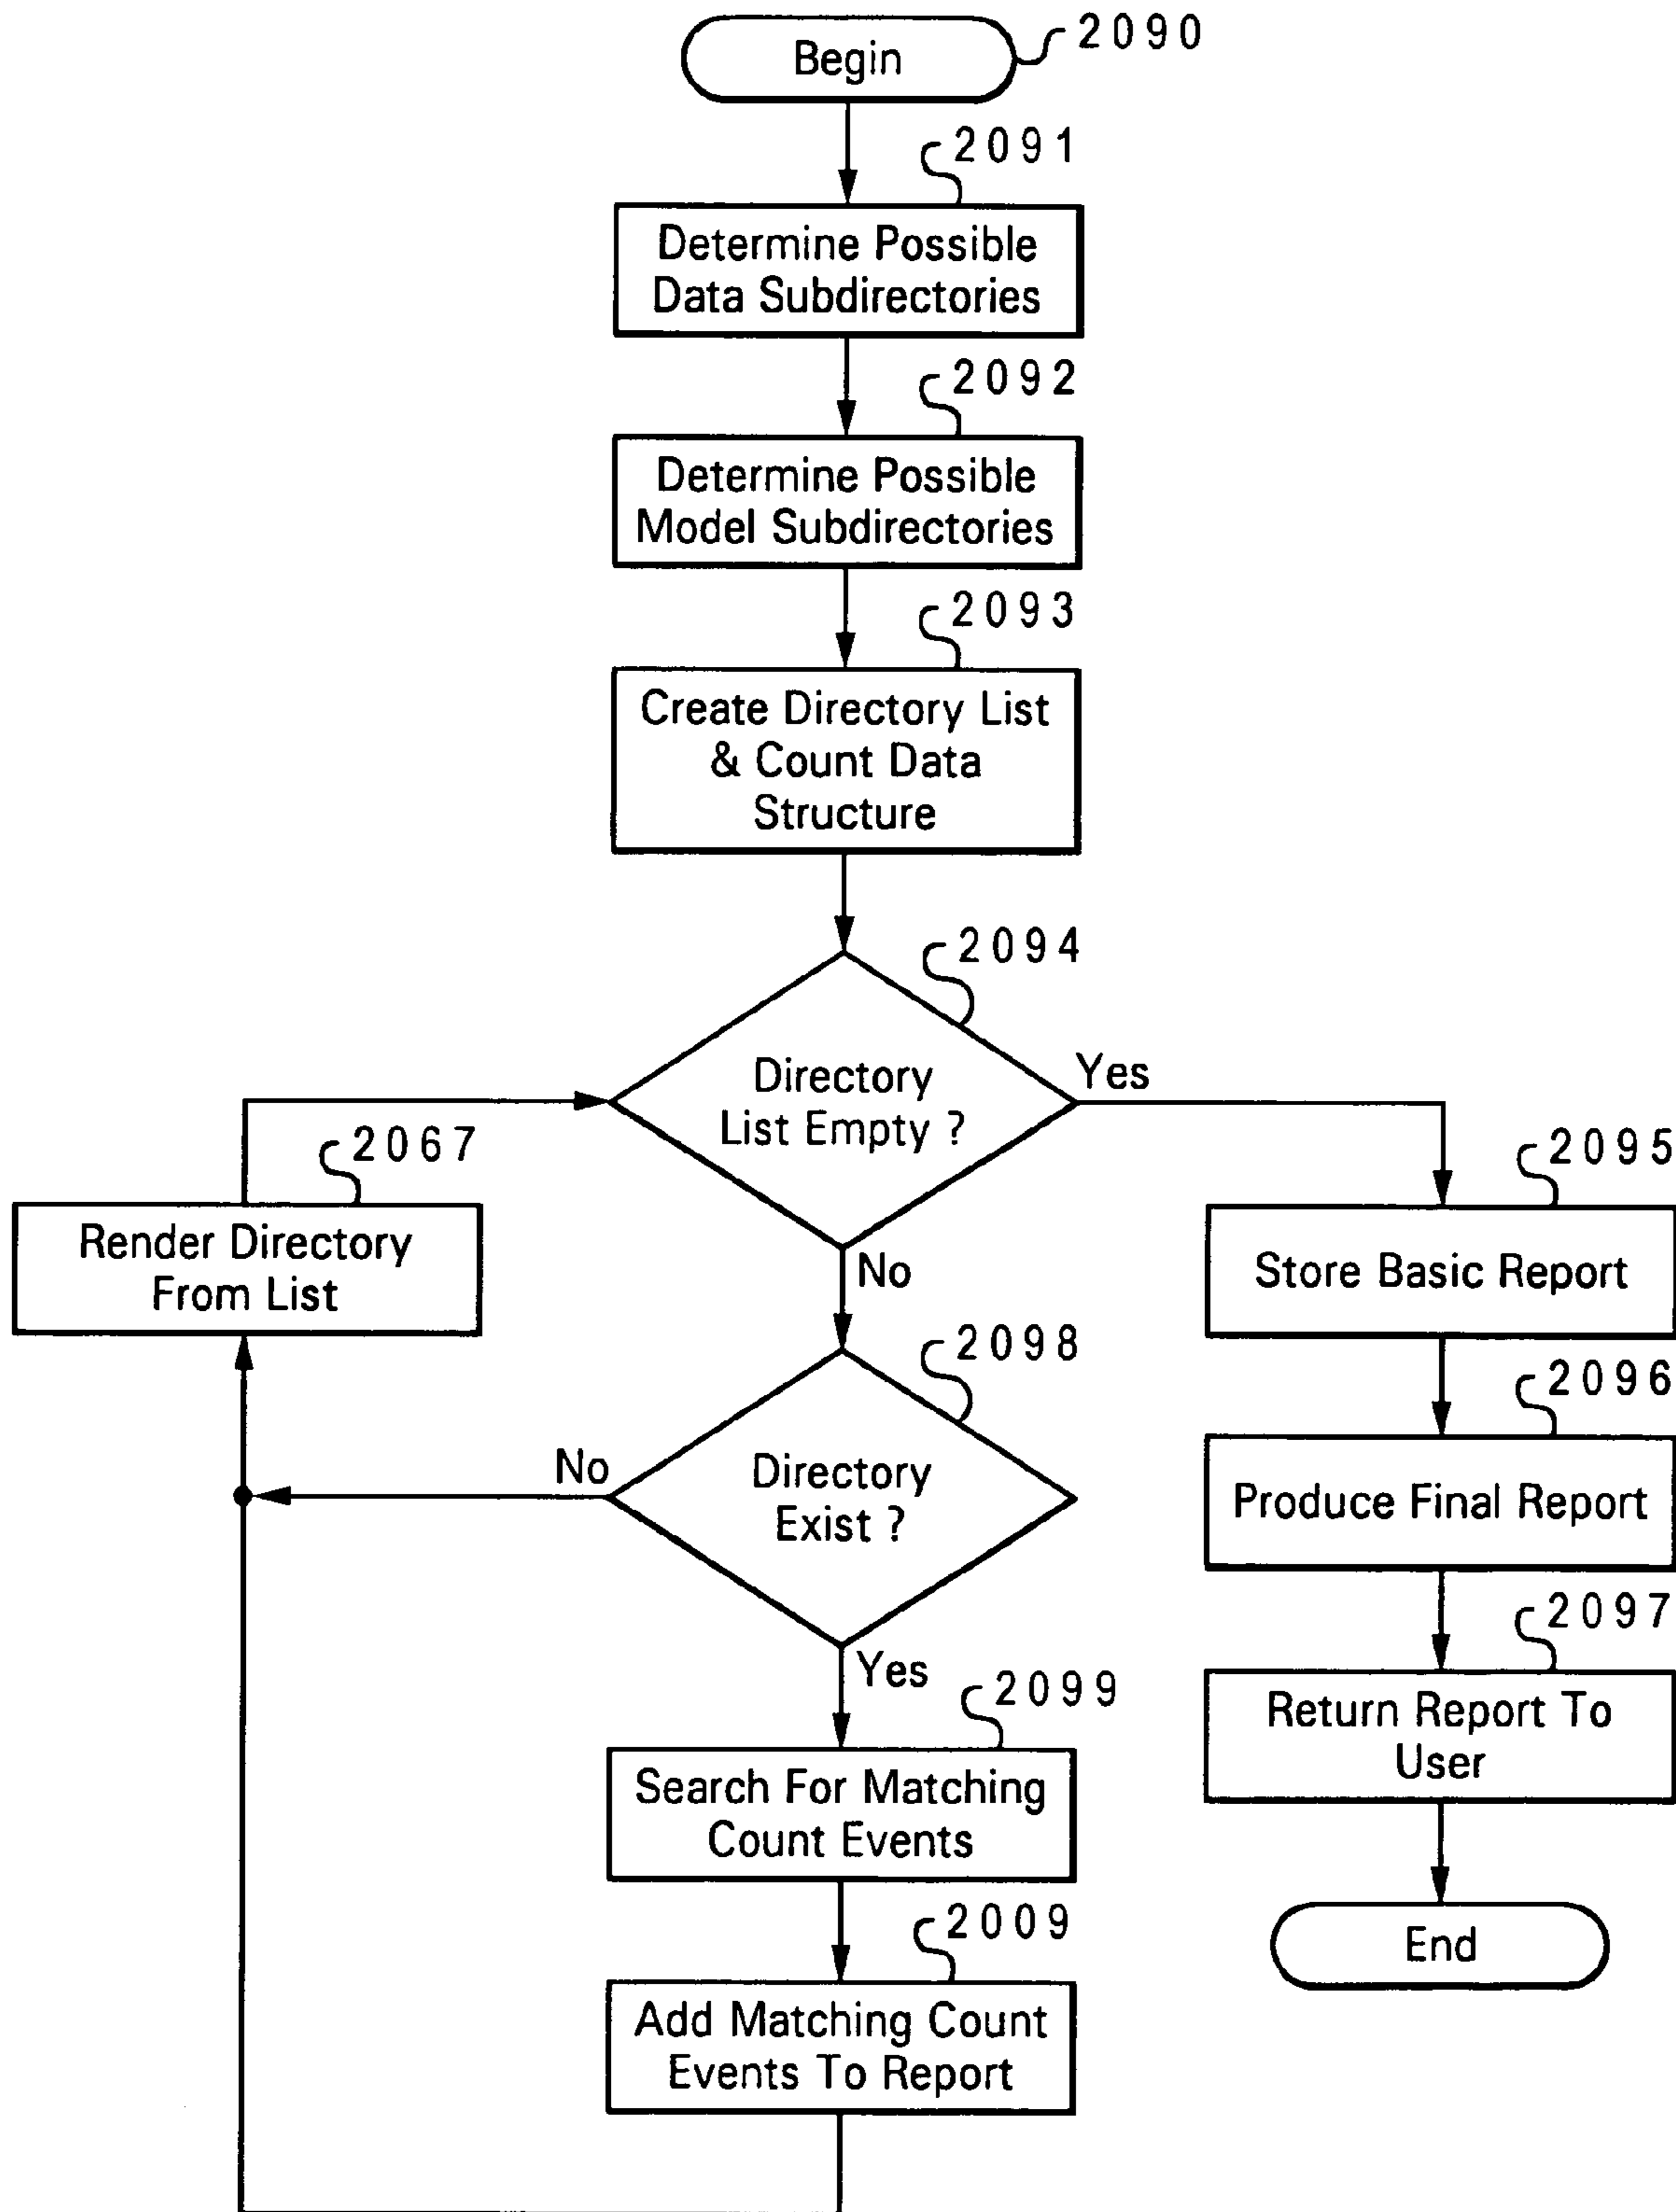 Begin
2090
2091
Determine Possible
Data Subdirectories
2092
Determine Possible
Model Subdirectories
2093
Create Directory List
& Count Data
Structure
2094
Directory
List Empty ?
Yes
No
2067
Render Directory
From List
2095
Store Basic Report
2096
Produce Final Report
2097
Return Report To
User
End
2098
Directory
Exist ?
No
Yes
2099
Search For Matching
Count Events
2009
Add Matching Count
Events To Report